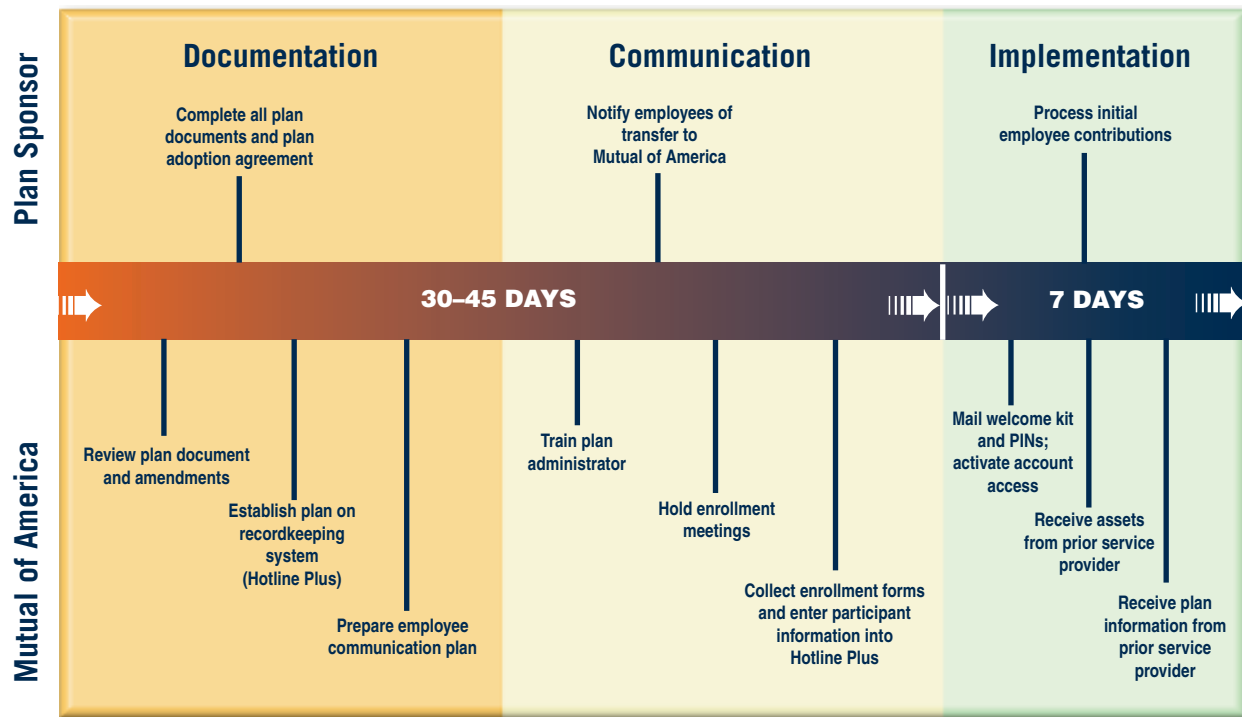 Plan Sponsor
Documentation
Communication
Implementation
Complete all plan
documents and plan
adoption agreement
Notify employees of
transfer to
Mutual of America
Process initial
employee contributions
30–45 DAYS
7 DAYS
Mutual of America
Review plan document
and amendments
Establish plan on
recordkeeping
system
(Hotline Plus)
Prepare employee
communication plan
Train plan
administrator
Hold enrollment
meetings
Collect enrollment forms
and enter participant
information into
Hotline Plus
Mail welcome kit
and PINs;
activate account
access
Receive assets
from prior service
provider
Receive plan
information from
prior service
provider